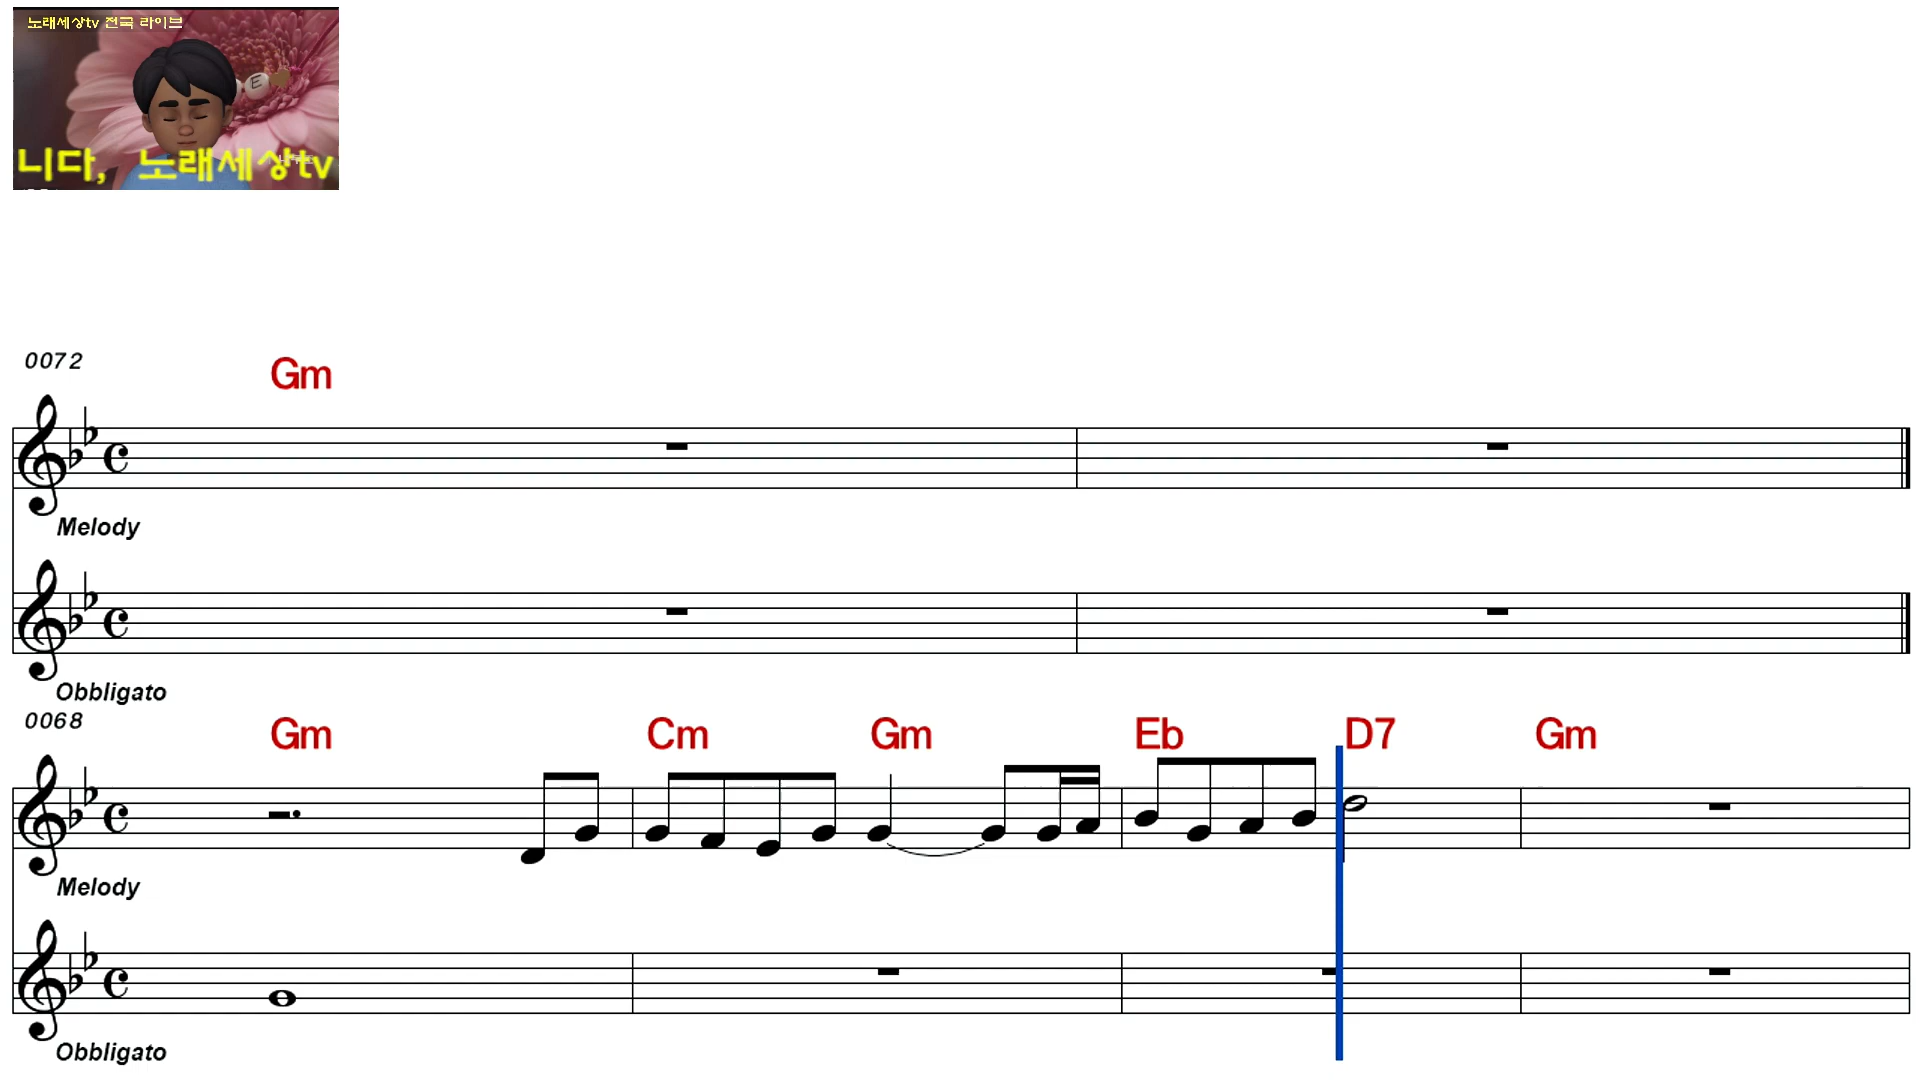 노래세상tv 전국 라이브
E
니다, 노래세상tv
0072
Gm
Melody
Obbligato
0068
Gm Cm Gm Eb D7 Gm
Melody
Obbligato